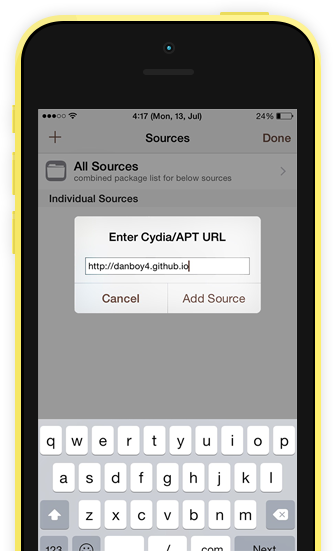 4:17 (Mon, 13, Jul)
24%
+
Sources
Done
All Sources
combined package list for below sources
Individual Sources
Enter Cydia/APT URL
http://danboy4.github.io
Cancel
Add Source
q w e r t y u i o p
a s d f g h j k l
z x c v b n m
123 / .com Next